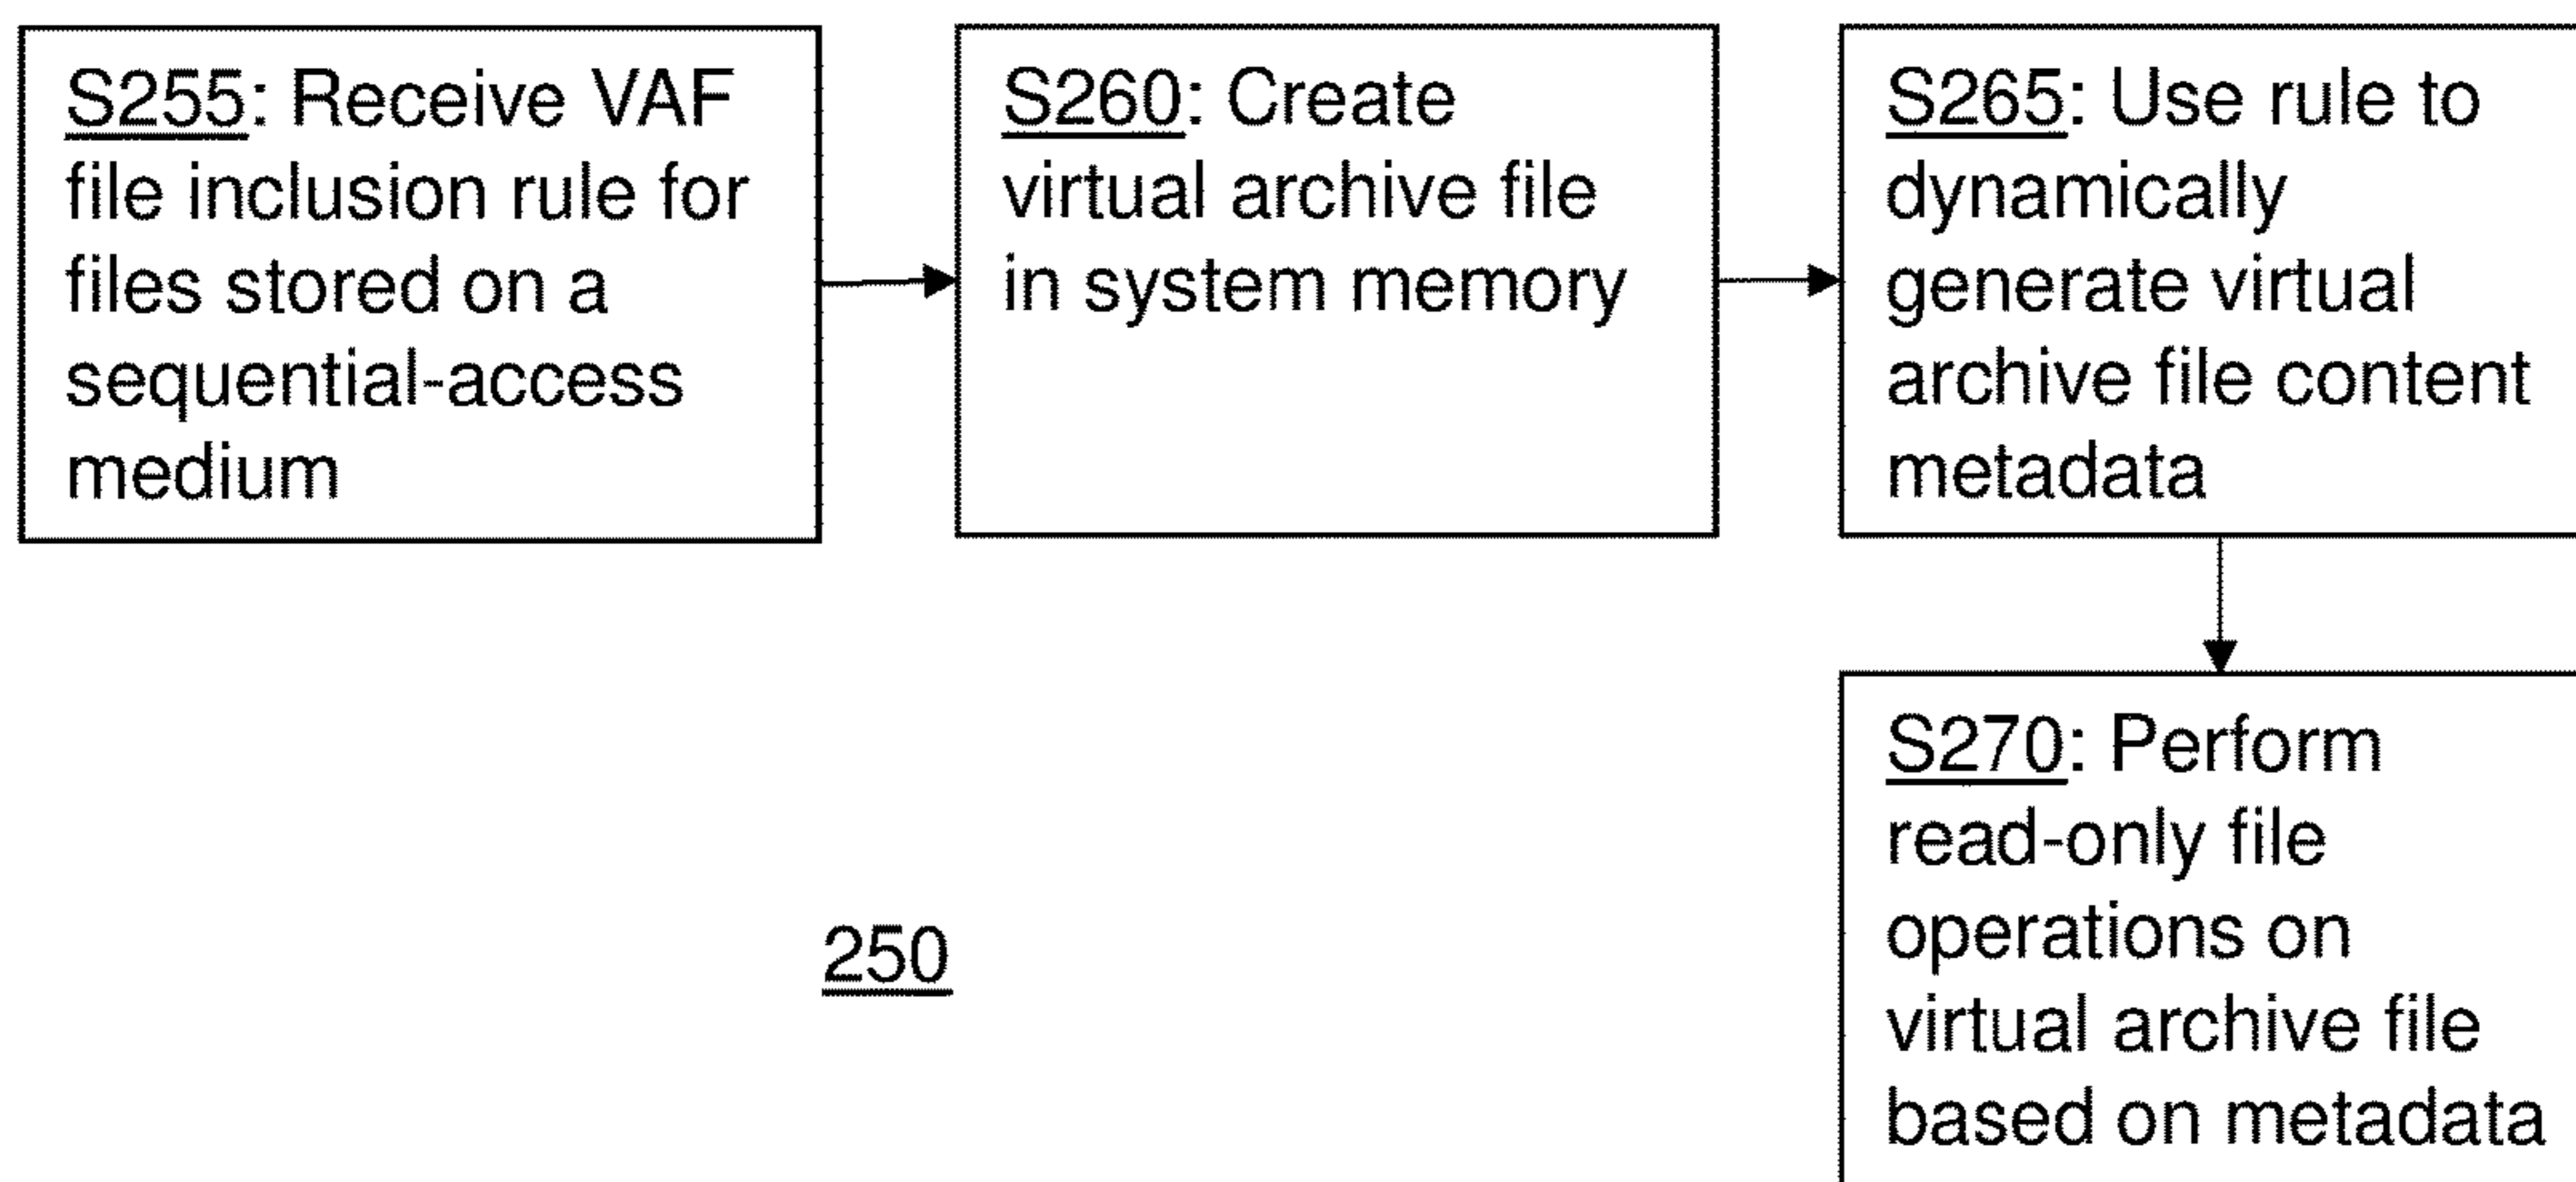 S255: Receive VAF
file inclusion rule for
files stored on a
sequential-access
medium
S260: Create
virtual archive file
in system memory
S265: Use rule to
dynamically
generate virtual
archive file content
metadata
S270: Perform
read-only file
operations on
virtual archive file
based on metadata
250